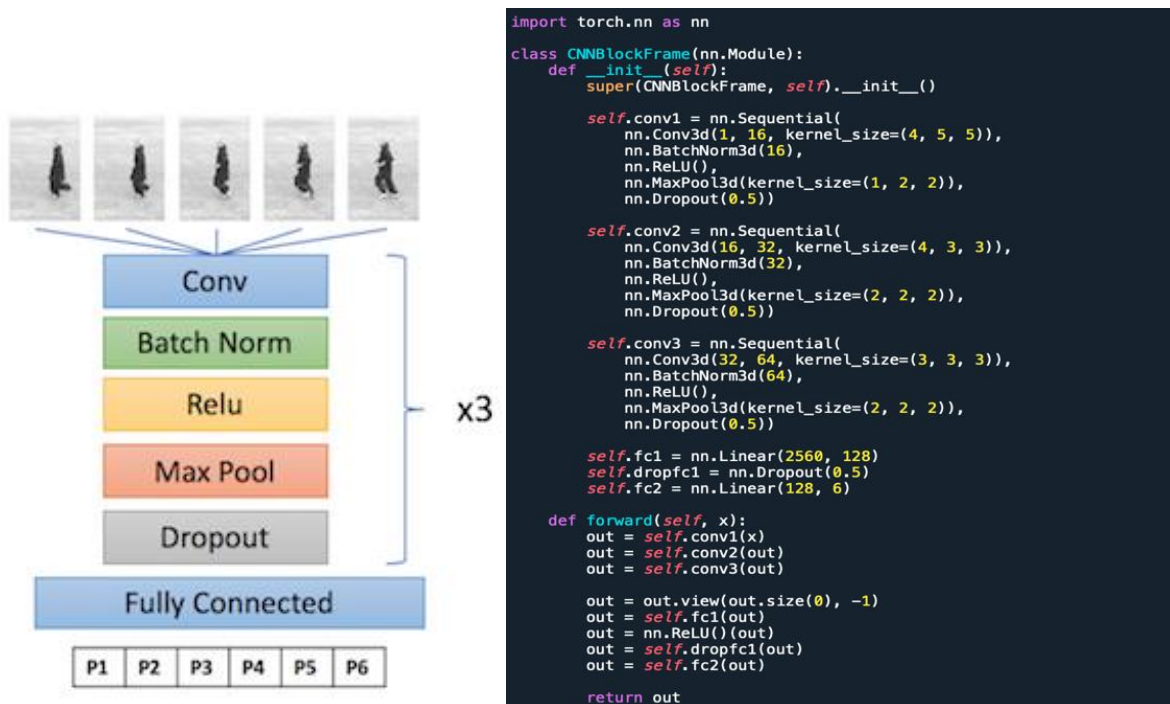 Conv
Batch Norm
Relu
Max Pool
Dropout
x3
Fully Connected
P1 P2 P3 P4 P5 P6
import torch.nn as nn
class CNNBlockFrame(nn.Module):
    def __init__(self):
        super(CNNBlockFrame, self).__init__()
        self.conv1 = nn.Sequential(
            nn.Conv3d(1, 16, kernel_size=(4, 5, 5)),
            nn.BatchNorm3d(16),
            nn.ReLU(),
            nn.MaxPool3d(kernel_size=(1, 2, 2)),
            nn.Dropout(0.5))
        self.conv2 = nn.Sequential(
            nn.Conv3d(16, 32, kernel_size=(4, 3, 3)),
            nn.BatchNorm3d(32),
            nn.ReLU(),
            nn.MaxPool3d(kernel_size=(2, 2, 2)),
            nn.Dropout(0.5))
        self.conv3 = nn.Sequential(
            nn.Conv3d(32, 64, kernel_size=(3, 3, 3)),
            nn.BatchNorm3d(64),
            nn.ReLU(),
            nn.MaxPool3d(kernel_size=(2, 2, 2)),
            nn.Dropout(0.5))
        self.fc1 = nn.Linear(2560, 128)
        self.dropfc1 = nn.Dropout(0.5)
        self.fc2 = nn.Linear(128, 6)
    def forward(self, x):
        out = self.conv1(x)
        out = self.conv2(out)
        out = self.conv3(out)
        out = out.view(out.size(0), -1)
        out = self.fc1(out)
        out = nn.ReLU()(out)
        out = self.dropfc1(out)
        out = self.fc2(out)
        return out